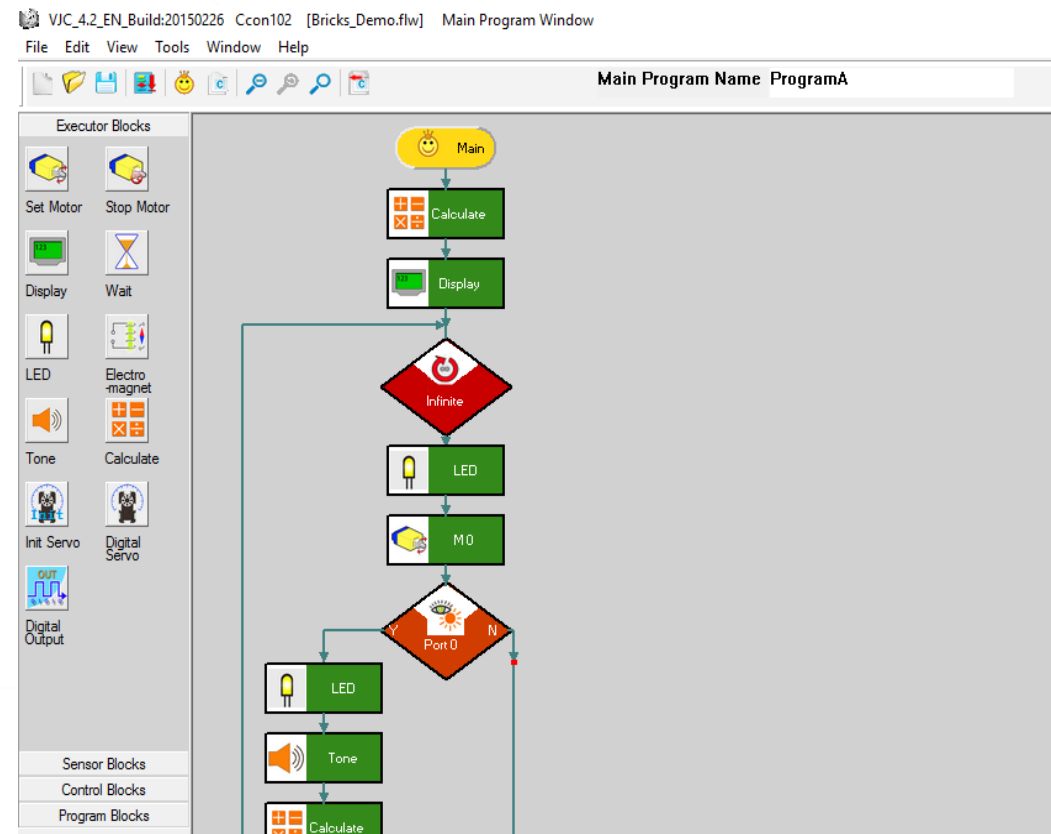 VJC_4.2_EN_Build:20150226 Ccon102 [Bricks_Demo.flw] Main Program Window
File Edit View Tools Window Help
Main Program Name ProgramA
Executor Blocks
Set Motor Stop Motor
Display Wait
LED Electro
-magnet
Tone Calculate
Init Servo Digital
Servo
Digital
Output
Sensor Blocks
Control Blocks
Program Blocks
Main
Calculate
Display
Infinite
LED
M0
Y N
Port 0
LED
Tone
Calculate